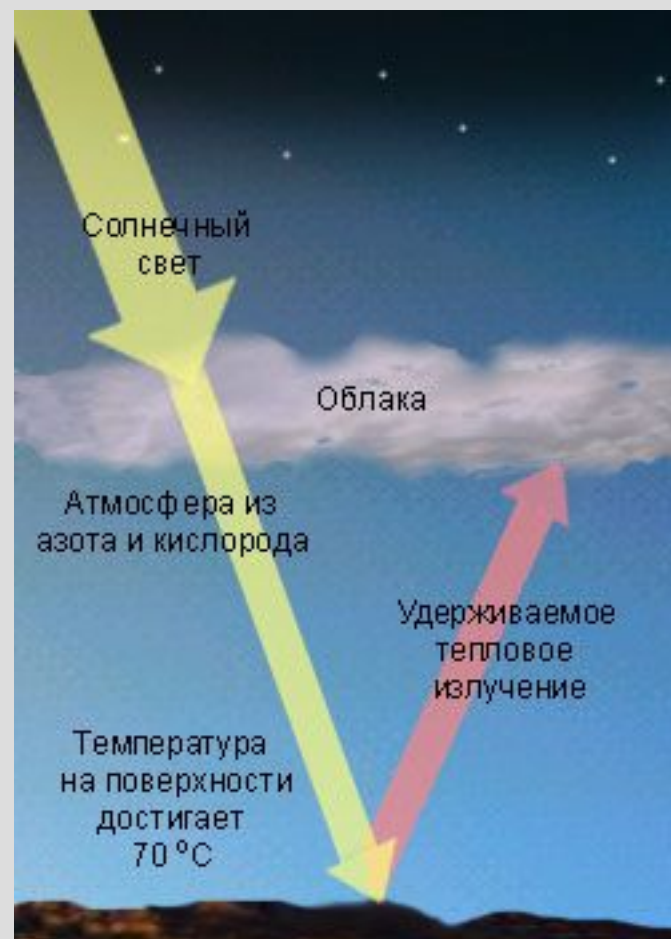 Солнечный
свет
Облака
Атмосфера из
азота и кислорода
Удерживаемое
тепловое
излучение
Температура
на поверхности
достигает
70 °C